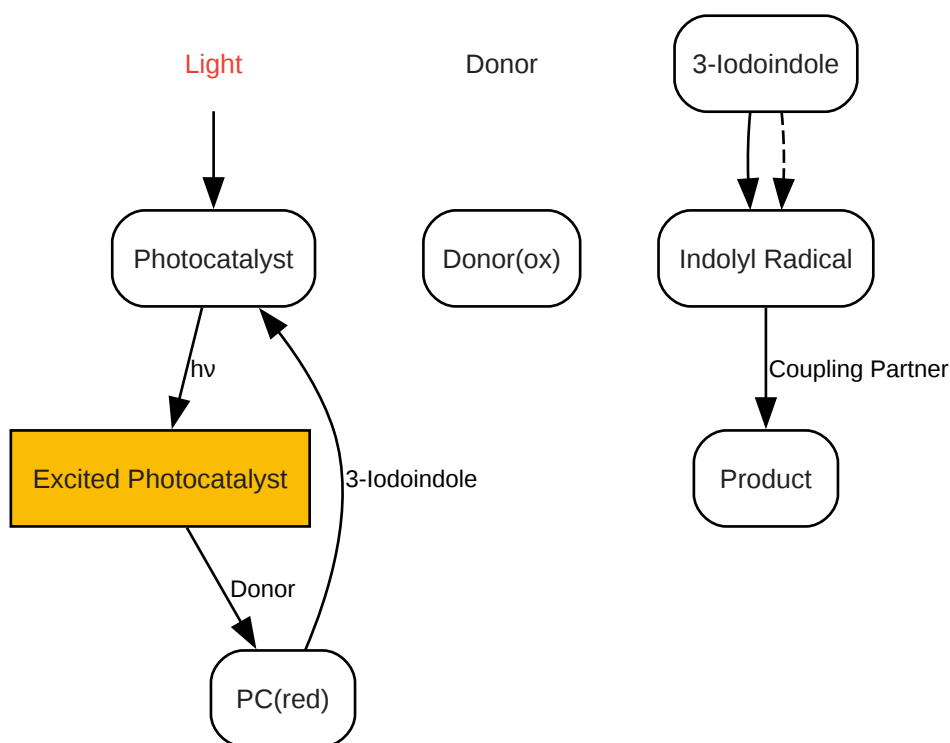 Light
Donor
3-Iodoindole
Photocatalyst
Donor(ox)
Indolyl Radical
hν
Coupling Partner
Excited Photocatalyst
3-Iodoindole
Product
Donor
PC(red)